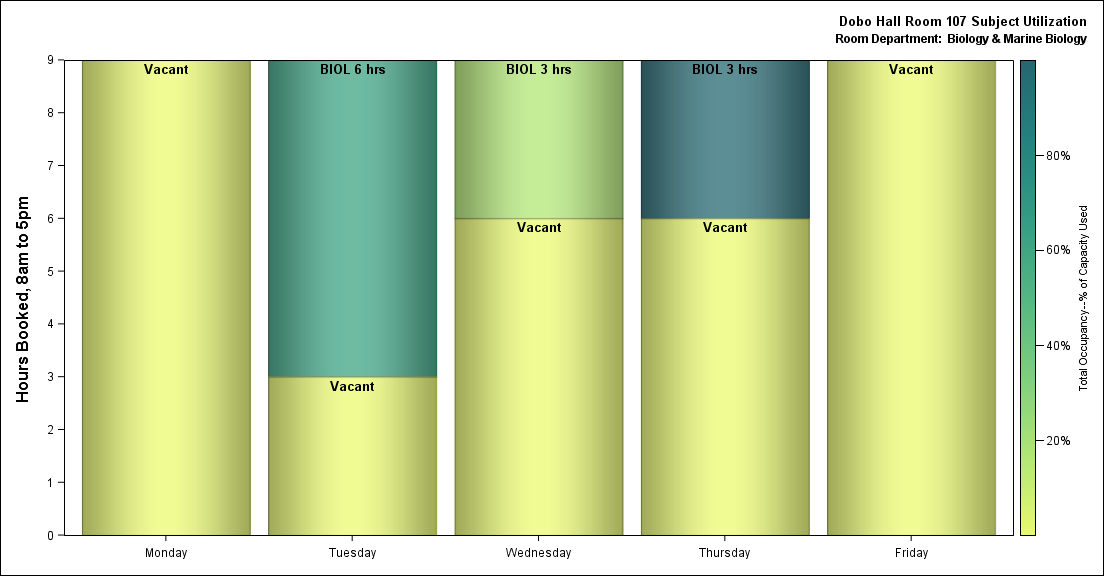 Dobo Hall Room 107 Subject Utilization
Room Department: Biology & Marine Biology
Hours Booked, 8am to 5pm
9
8
7
6
5
4
3
2
1
0
Vacant
BIOL 6 hrs
Vacant
BIOL 3 hrs
Vacant
BIOL 3 hrs
Vacant
Vacant
Monday
Tuesday
Wednesday
Thursday
Friday
80%
60%
40%
20%
Total Occupancy--% of Capacity Used